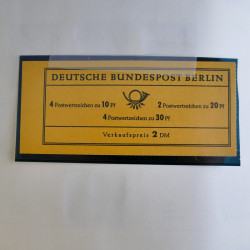 DEUTSCHE BUNDESPOST BERLIN
4 Postwertzeichen zu 10 Pf 2 Postwertzeichen zu 20 Pf
4 Postwertzeichen zu 30 Pf
Verkaufspreis 2 DM